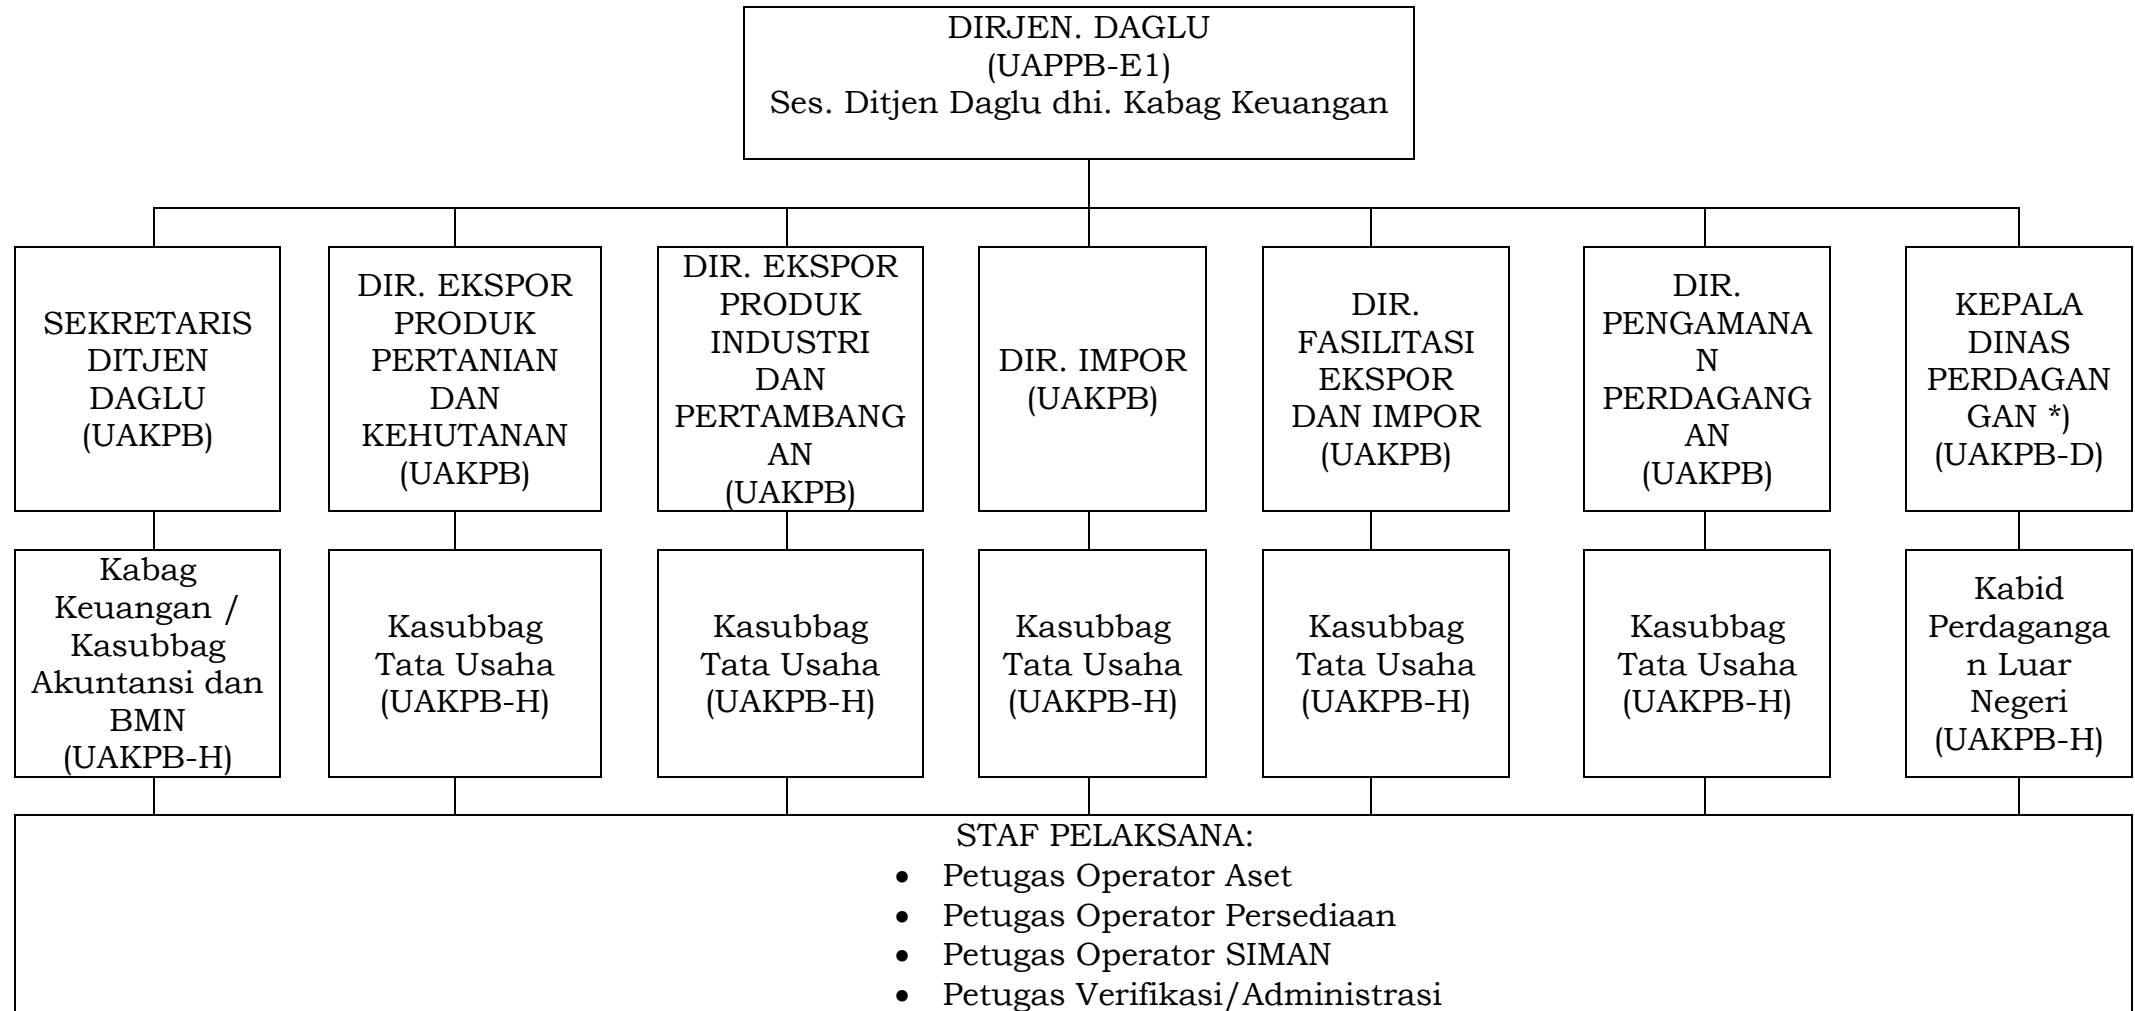 DIRJEN. DAGLU
(UAPPB-E1)
Ses. Ditjen Daglu dhi. Kabag Keuangan
SEKRETARIS
DITJEN
DAGLU
(UAKPB)
DIR. EKSPOR
PRODUK
PERTANIAN
DAN
KEHUTANAN
(UAKPB)
DIR. EKSPOR
PRODUK
INDUSTRI
DAN
PERTAMBANG
AN
(UAKPB)
DIR. IMPOR
(UAKPB)
DIR.
FASILITASI
EKSPOR
DAN IMPOR
(UAKPB)
DIR.
PENGAMANA
N
PERDAGANG
AN
(UAKPB)
KEPALA
DINAS
PERDAGAN
GAN *)
(UAKPB-D)
Kabag
Keuangan /
Kasubbag
Akuntansi dan
BMN
(UAKPB-H)
Kasubbag
Tata Usaha
(UAKPB-H)
Kasubbag
Tata Usaha
(UAKPB-H)
Kasubbag
Tata Usaha
(UAKPB-H)
Kasubbag
Tata Usaha
(UAKPB-H)
Kasubbag
Tata Usaha
(UAKPB-H)
Kabid
Perdaganga
n Luar
Negeri
(UAKPB-H)
STAF PELAKSANA:
• Petugas Operator Aset
• Petugas Operator Persediaan
• Petugas Operator SIMAN
• Petugas Verifikasi/Administrasi